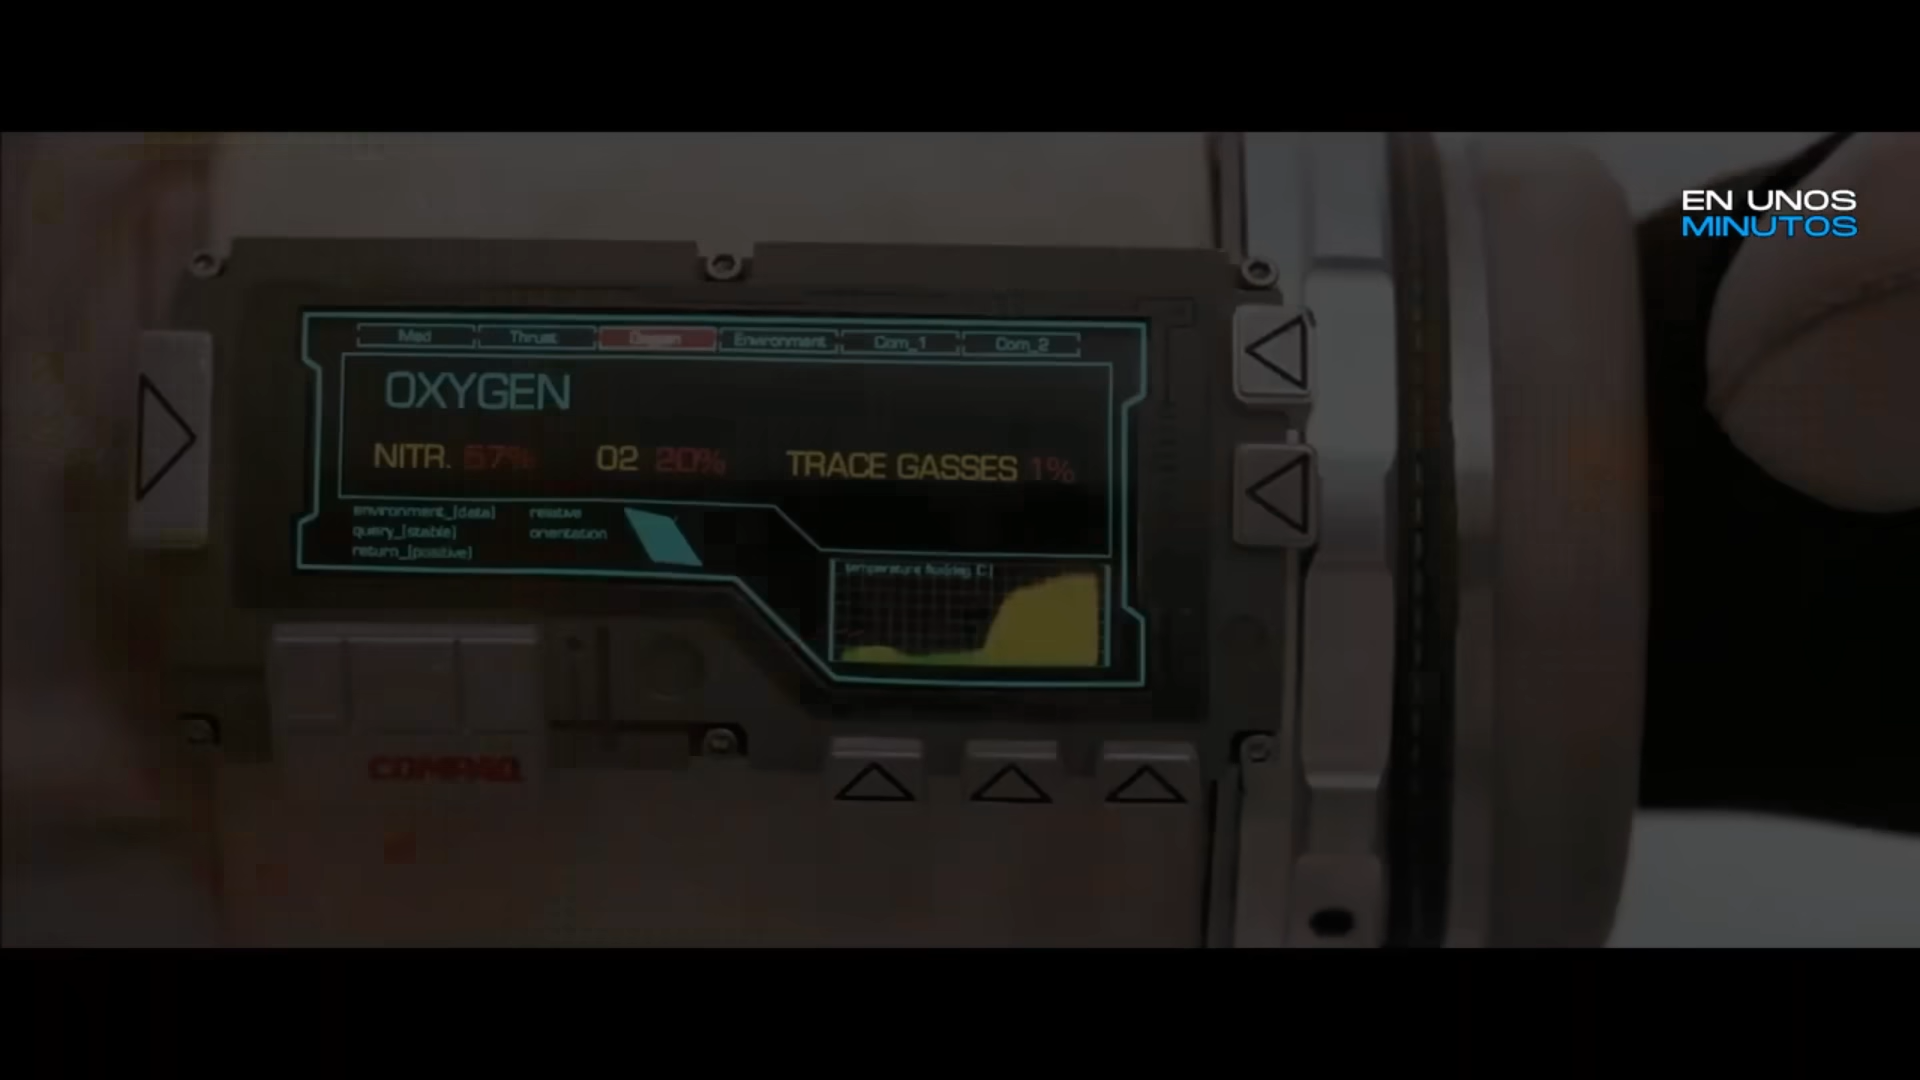 EN UNOS
MINUTOS
Med Thrust Oxygen Environment Com_1 Com_2
OXYGEN
NITR. 67% O2 20% TRACE GASSES 1%
environment_[data]
query_[stable]
return_[positive]
relative
orientation
temperature
COMPAQ